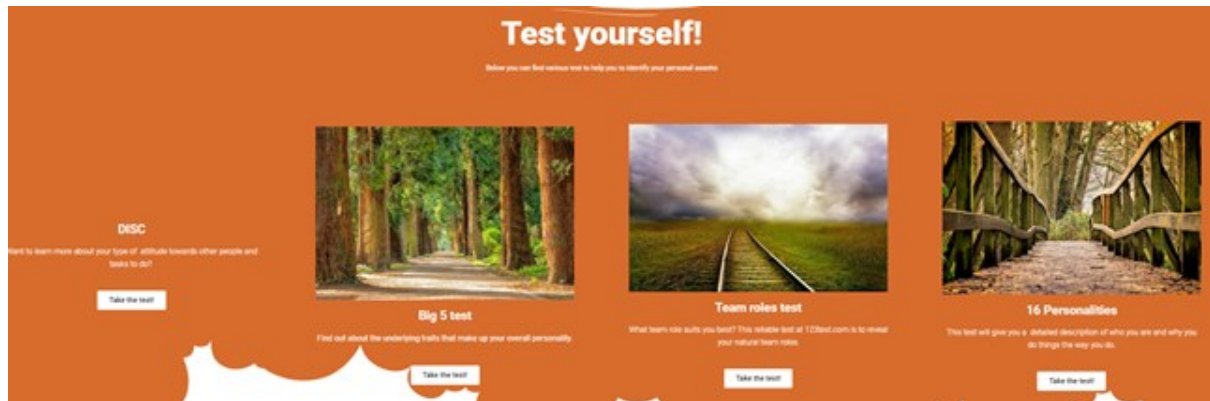 Test yourself!
Below you can find various test to help you to identify your personal assets
DISC
Want to learn more about your type of attitude towards other people and
tasks to do?
Take the test!
Big 5 test
Find out about the underlying traits that make up your overall personality.
Take the test!
Team roles test
What team role suits you best? This reliable test at 123test.com is to reveal
your natural team roles.
Take the test!
16 Personalities
This test will give you a detailed description of who you are and why you
do things the way you do.
Take the test!